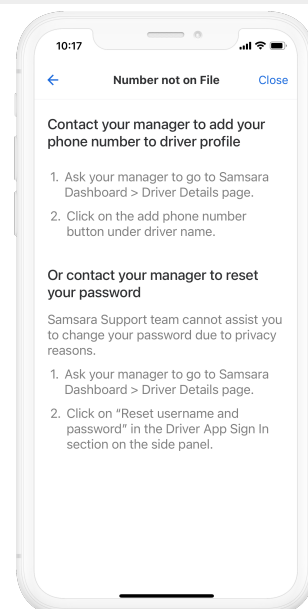 10:17
Number not on File
Close
Contact your manager to add your
phone number to driver profile
1. Ask your manager to go to Samsara
Dashboard > Driver Details page.
2. Click on the add phone number
button under driver name.
Or contact your manager to reset
your password
Samsara Support team cannot assist you
to change your password due to privacy
reasons.
1. Ask your manager to go to Samsara
Dashboard > Driver Details page.
2. Click on “Reset username and
password” in the Driver App Sign In
section on the side panel.